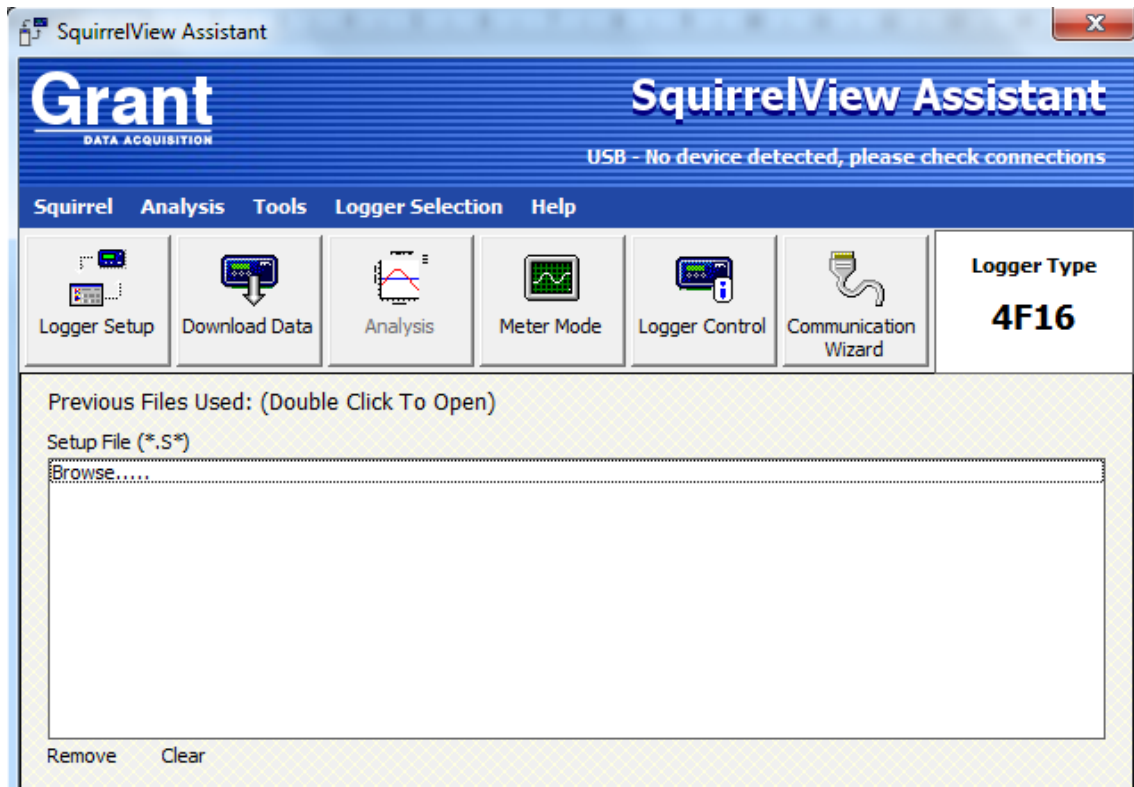 SquirrelView Assistant
Grant
DATA ACQUISITION
SquirrelView Assistant
USB - No device detected, please check connections
Squirrel Analysis Tools Logger Selection Help
Logger Setup
Download Data
Analysis
Meter Mode
Logger Control
Communication
Wizard
Logger Type
4F16
Previous Files Used: (Double Click To Open)
Setup File (*.S*)
Browse.....
Remove Clear